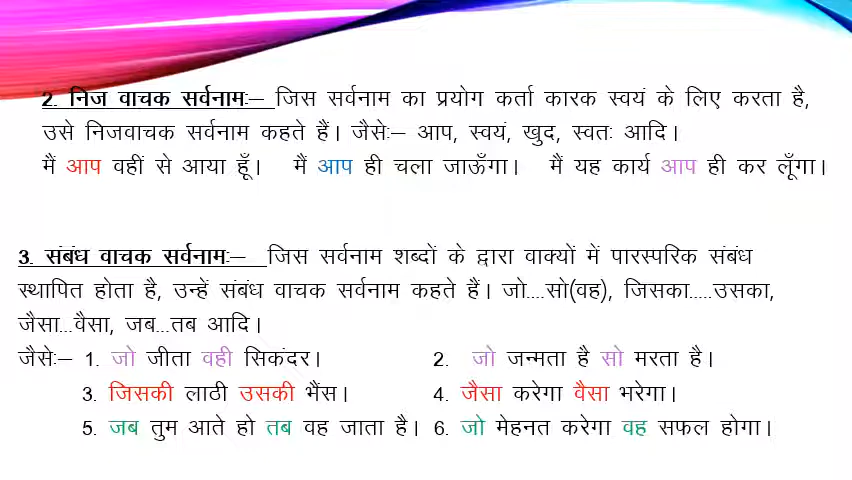 2. निज वाचक सर्वनामः– जिस सर्वनाम का प्रयोग कर्ता कारक स्वयं के लिए करता है,
उसे निजवाचक सर्वनाम कहते हैं। जैसेः– आप, स्वयं, खुद, स्वतः आदि।
मैं आप वहीं से आया हूँ। मैं आप ही चला जाऊँगा। मैं यह कार्य आप ही कर लूँगा।
3. संबंध वाचक सर्वनामः– जिस सर्वनाम शब्दों के द्वारा वाक्यों में पारस्परिक संबंध
स्थापित होता है, उन्हें संबंध वाचक सर्वनाम कहते हैं। जो....सो(वह), जिसका.....उसका,
जैसा...वैसा, जब...तब आदि।
जैसेः– 1. जो जीता वही सिकंदर। 2. जो जन्मता है सो मरता है।
3. जिसकी लाठी उसकी भैंस। 4. जैसा करेगा वैसा भरेगा।
5. जब तुम आते हो तब वह जाता है। 6. जो मेहनत करेगा वह सफल होगा।